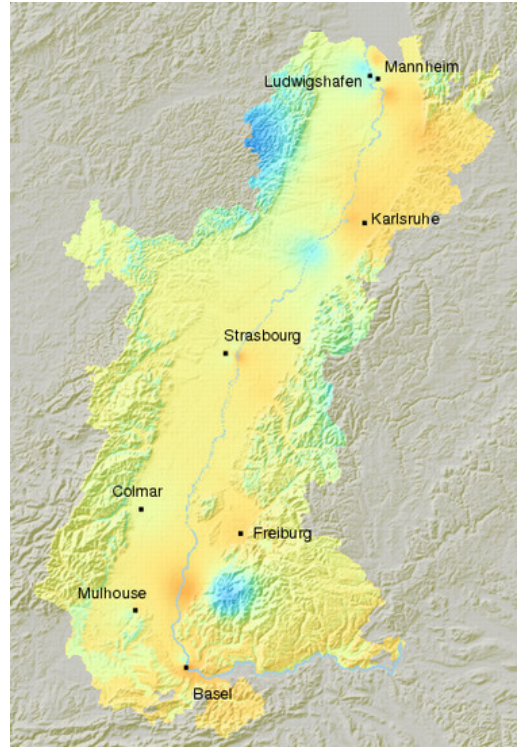 Mannheim
Ludwigshafen
Karlsruhe
Strasbourg
Colmar
Freiburg
Mulhouse
Basel